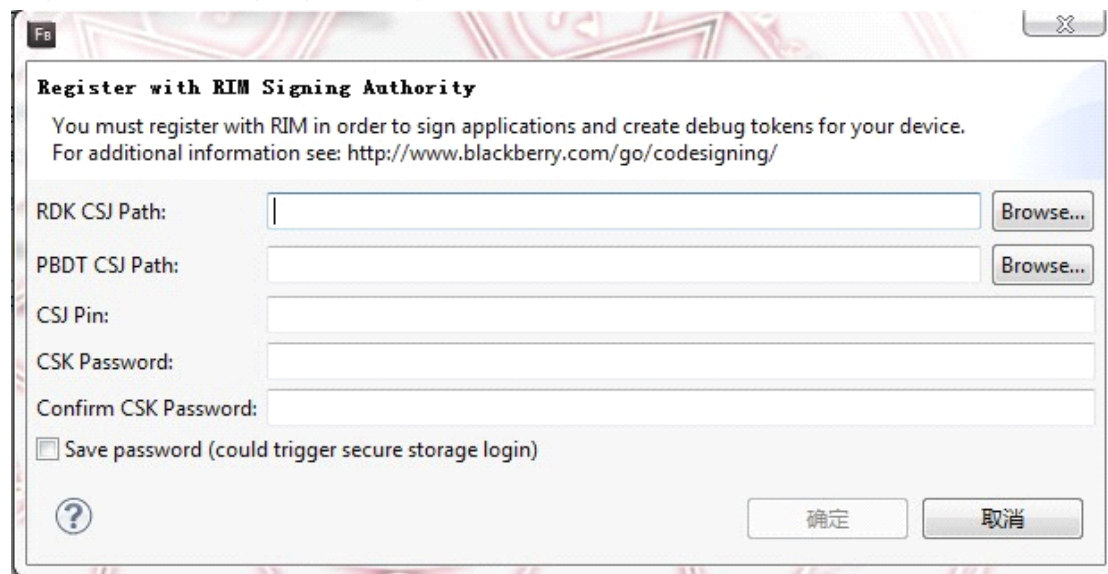 FB
Register with RIM Signing Authority
You must register with RIM in order to sign applications and create debug tokens for your device.
For additional information see: http://www.blackberry.com/go/codesigning/
RDK CSJ Path:
Browse...
PBDT CSJ Path:
Browse...
CSJ Pin:
CSK Password:
Confirm CSK Password:
Save password (could trigger secure storage login)
?
确定
取消